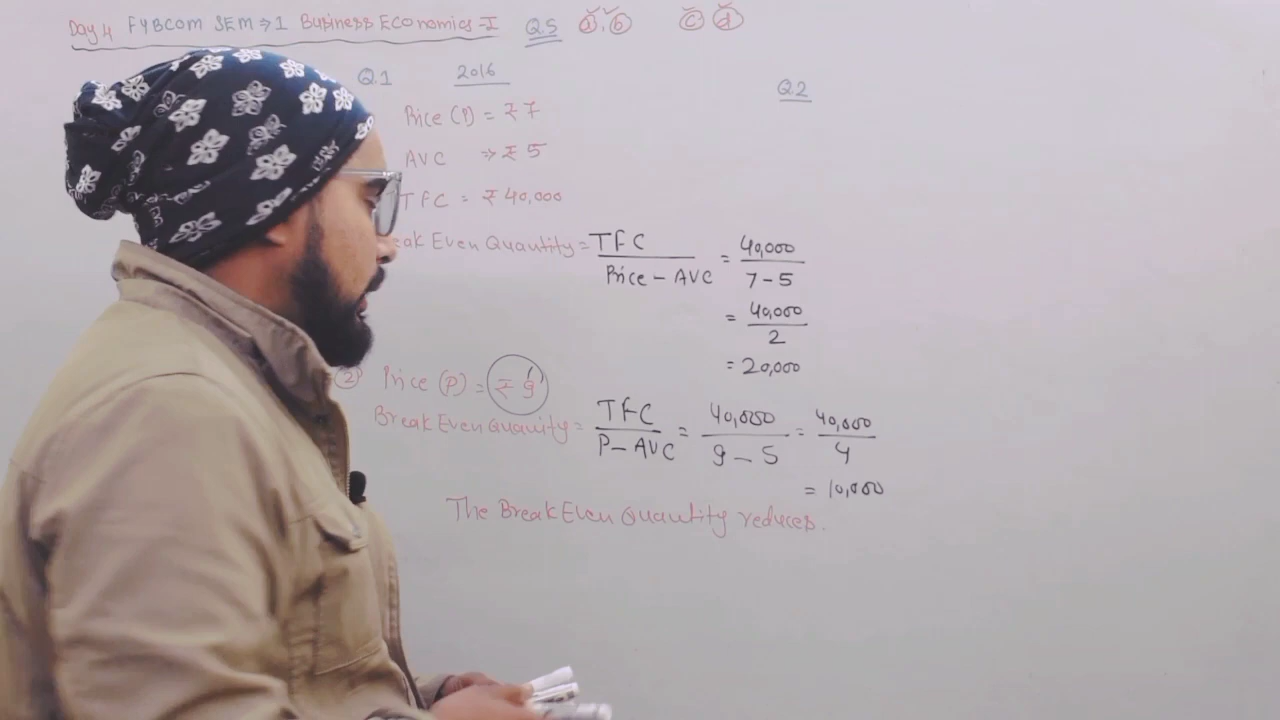 Day 4 FYBCOM SEM ⇒ 1 Business Economics - I Q.5 a, b c d
Q.1 2016
Q.2
Price (P) = ₹ 7
AVC ⇒ ₹ 5
TFC = ₹ 40,000
eak Even Quantity = TFC / Price - AVC = 40,000 / 7 - 5
= 40,000 / 2
= 20,000
(2) Price (P) = ₹ 9
Break Even Quanity = TFC / P - AVC = 40,000 / 9 - 5 = 40,000 / 4
= 10,000
The Break Even Quantity reduces.